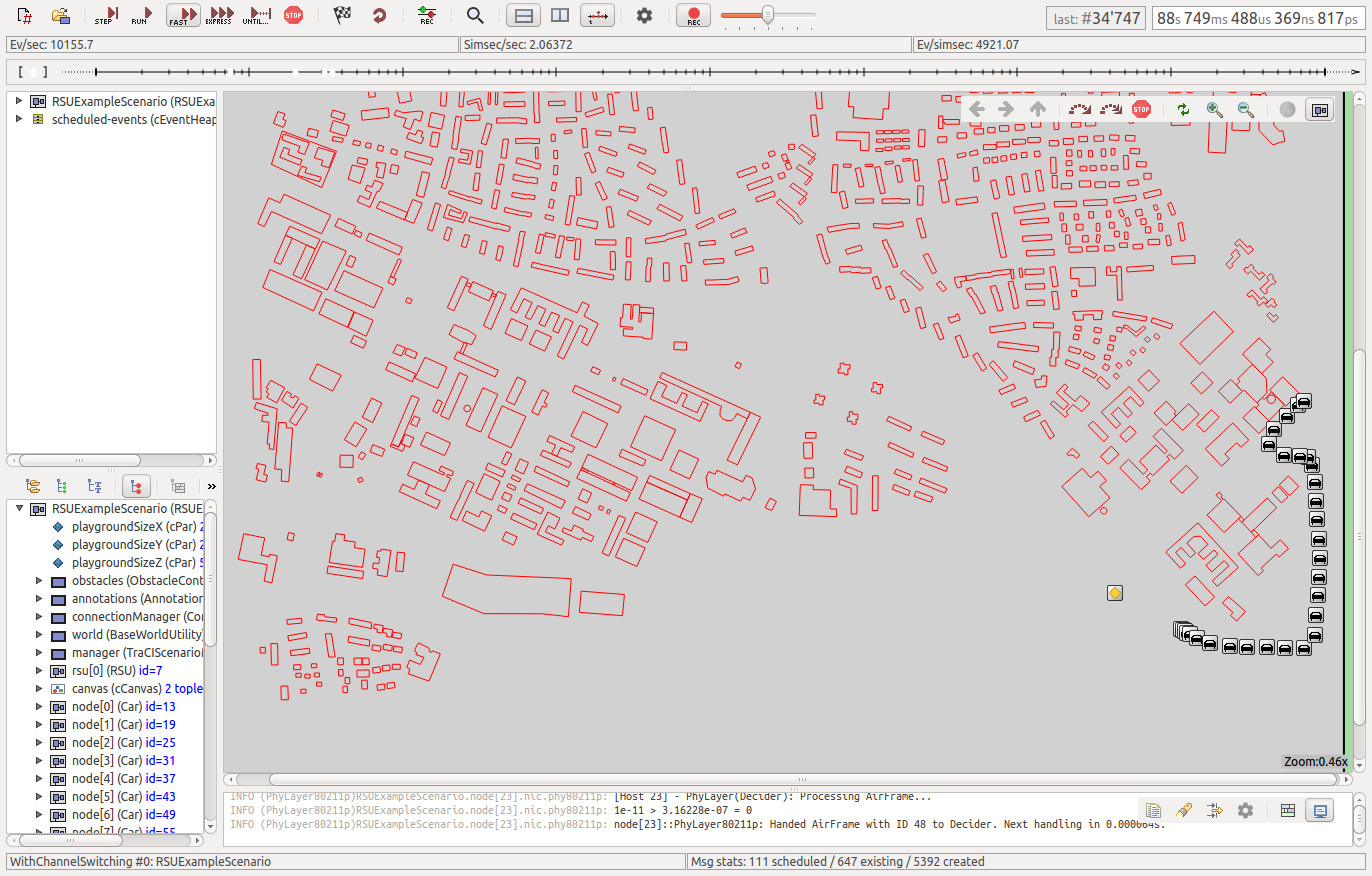 STEP RUN FAST EXPRESS UNTIL... STOP REC REC last: #34'747 88s 749ms 488us 369ns 817ps
Ev/sec: 10155.7 Simsec/sec: 2.06372 Ev/simsec: 4921.07
[ ]
RSUExampleScenario (RSUExa
scheduled-events (cEventHeap
STOP
»
RSUExampleScenario (RSUE
playgroundSizeX (cPar) 2
playgroundSizeY (cPar) 2
playgroundSizeZ (cPar) 5
obstacles (ObstacleCont
annotations (Annotation
connectionManager (Cor
world (BaseWorldUtility)
manager (TraCIScenarioM
rsu[0] (RSU) id=7
canvas (cCanvas) 2 tople
node[0] (Car) id=13
node[1] (Car) id=19
node[2] (Car) id=25
node[3] (Car) id=31
node[4] (Car) id=37
node[5] (Car) id=43
node[6] (Car) id=49
node[7] (Car) id=55
Zoom:0.46x
INFO (PhyLayer80211p)RSUExampleScenario.node[23].nic.phy80211p: [Host 23] - PhyLayer(Decider): Processing AirFrame...
INFO (PhyLayer80211p)RSUExampleScenario.node[23].nic.phy80211p: 1e-11 > 3.16228e-07 = 0
INFO (PhyLayer80211p)RSUExampleScenario.node[23].nic.phy80211p: node[23]::PhyLayer80211p: Handed AirFrame with ID 48 to Decider. Next handling in 0.000064s.
WithChannelSwitching #0: RSUExampleScenario Msg stats: 111 scheduled / 647 existing / 5392 created